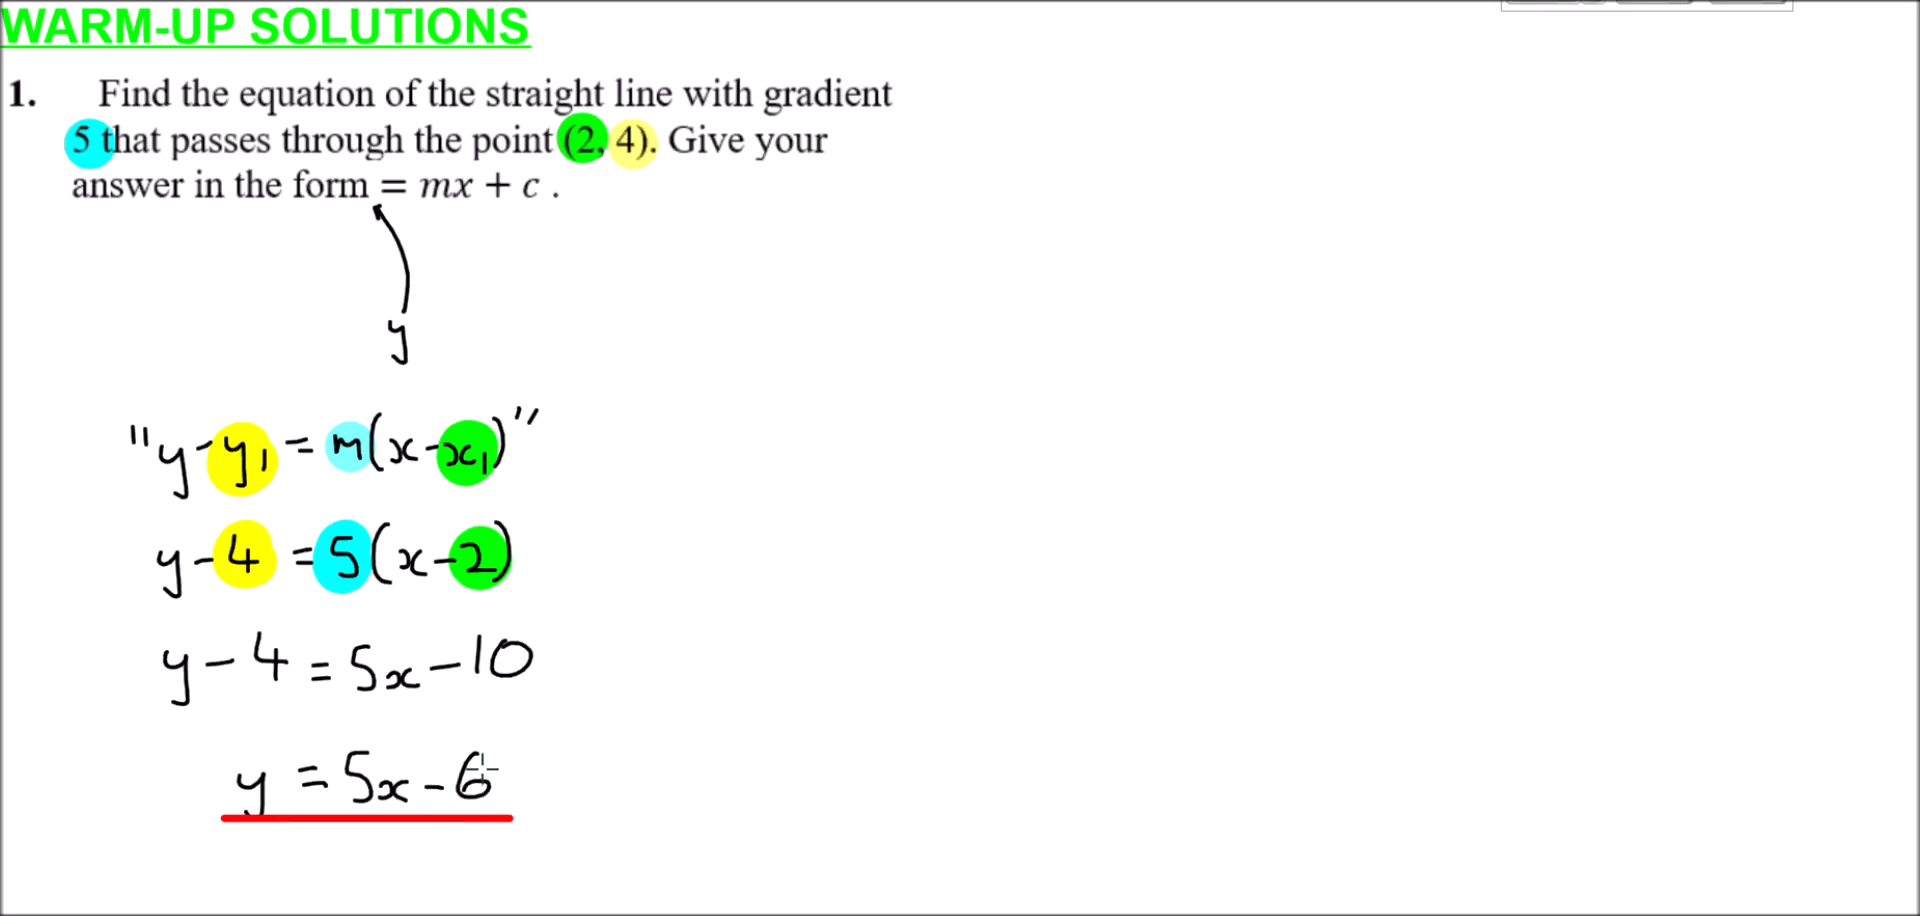 WARM-UP SOLUTIONS
1. Find the equation of the straight line with gradient
5 that passes through the point (2, 4). Give your
answer in the form = mx + c .
y
"y - y₁ = m(x - x₁)"
y - 4 = 5(x - 2)
y - 4 = 5x - 10
y = 5x - 6